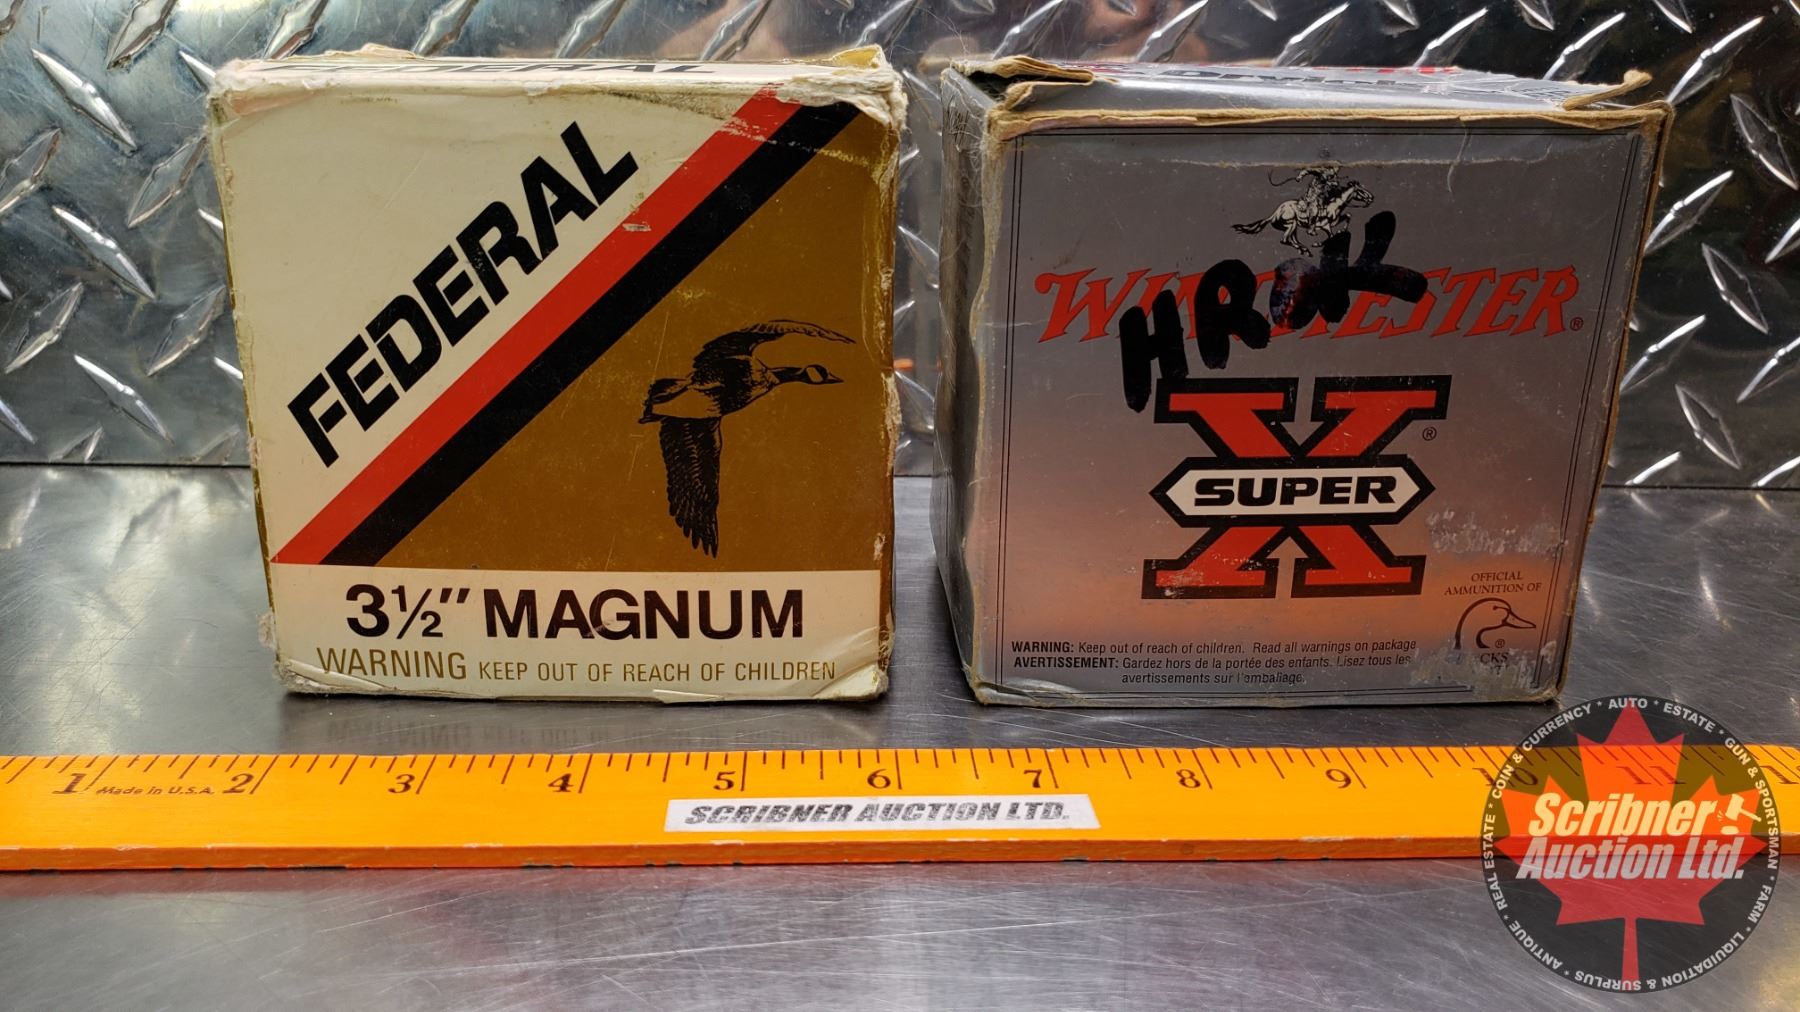 FEDERAL
FEDERAL
3½" MAGNUM
WARNING KEEP OUT OF REACH OF CHILDREN
WINCHESTER®
X®
SUPER
OFFICIAL
AMMUNITION OF
®
WARNING: Keep out of reach of children. Read all warnings on package
AVERTISSEMENT: Gardez hors de la portée des enfants. Lisez tous les
avertissements sur l'emballage.
1 Made in U.S.A. 2 3 4 5 6 7 8 9 10 11
SCRIBNER AUCTION LTD.
ANTIQUE * REAL ESTATE * COIN & CURRENCY * AUTO * ESTATE * GUN & SPORTSMAN * FARM * LIQUIDATION & SURPLUS *
Scribner
Auction Ltd.